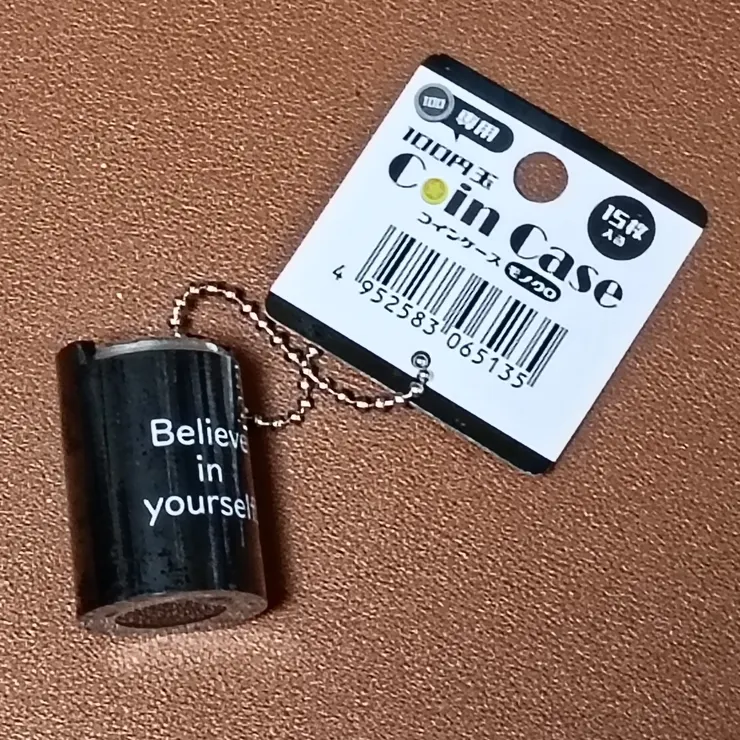 100 専用
100円玉
Coin Case
15枚
入る
コインケース モノクロ
4 952583 065135
Believe
in
yourself